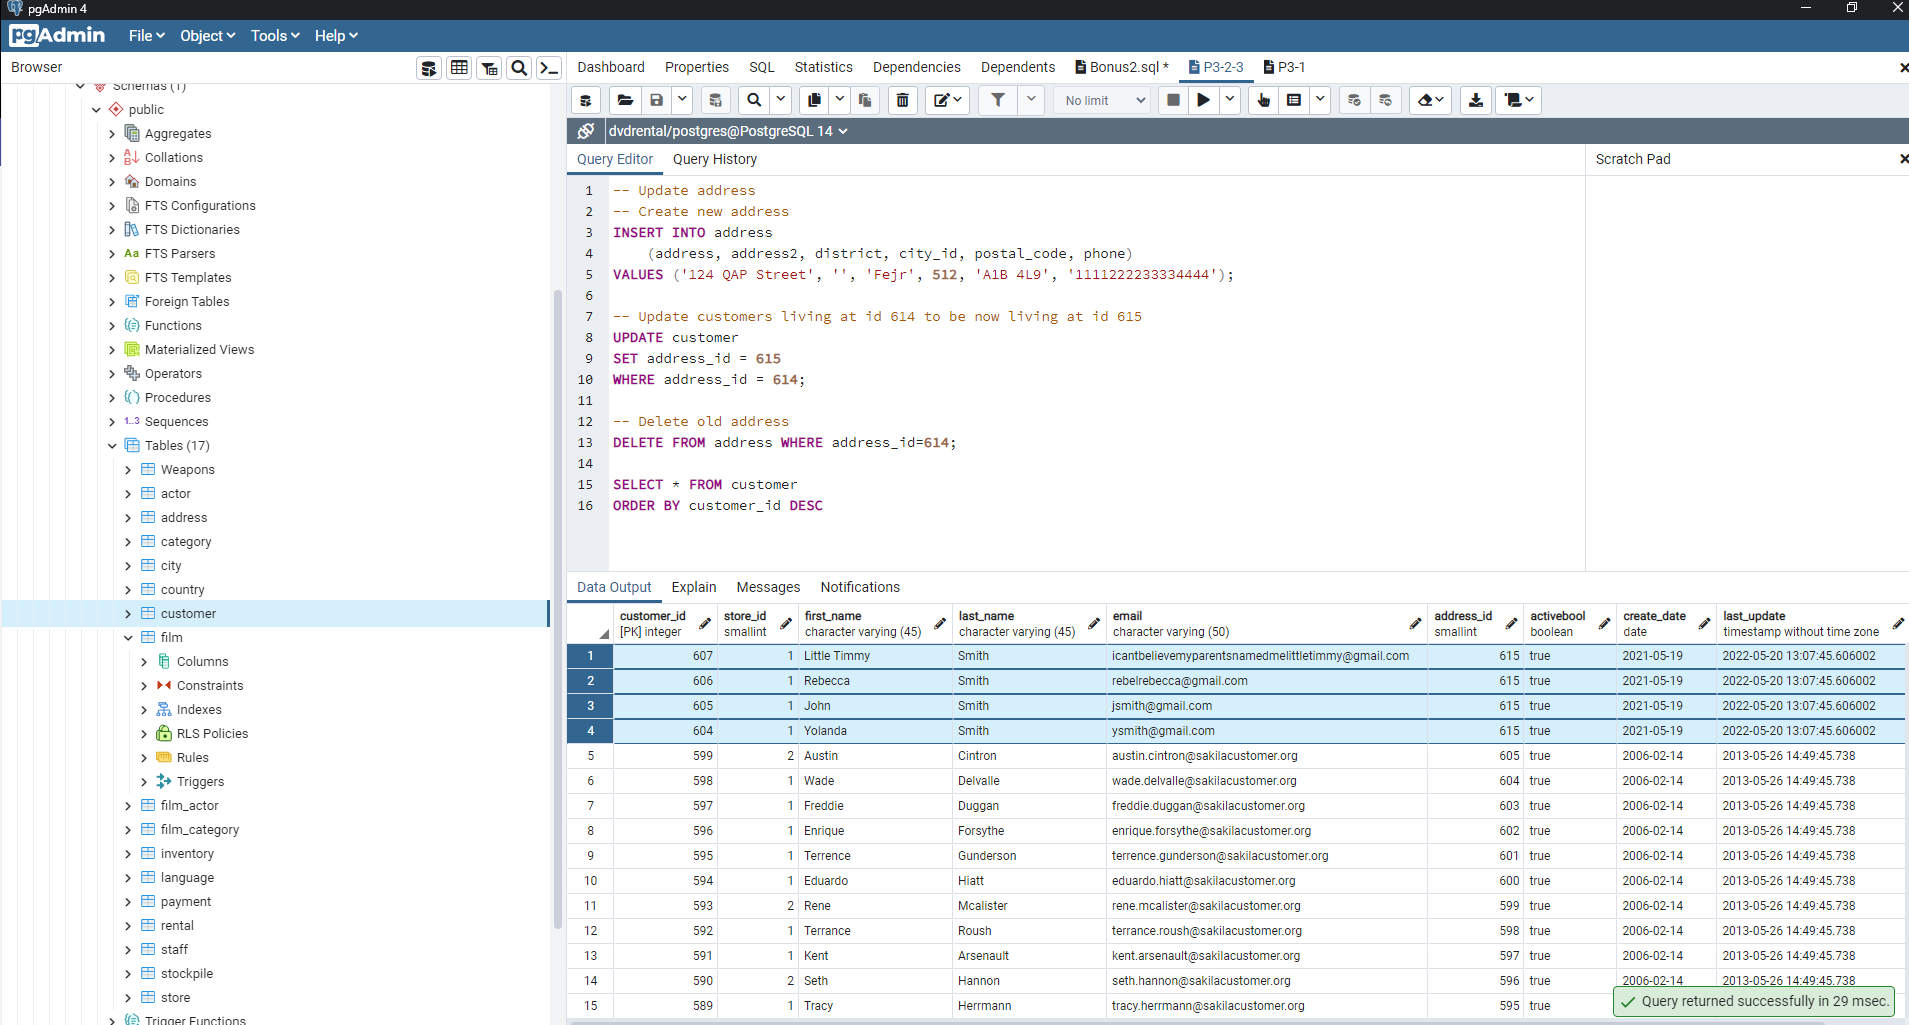 pgAdmin 4
pgAdmin File Object Tools Help
Browser
Dashboard Properties SQL Statistics Dependencies Dependents Bonus2.sql * P3-2-3 P3-1
No limit
dvdrental/postgres@PostgreSQL 14
Query Editor Query History
Scratch Pad
Schemas (1)
public
Aggregates
Collations
Domains
FTS Configurations
FTS Dictionaries
Aa FTS Parsers
FTS Templates
Foreign Tables
Functions
Materialized Views
Operators
Procedures
1..3 Sequences
Tables (17)
Weapons
actor
address
category
city
country
customer
film
Columns
Constraints
Indexes
RLS Policies
Rules
Triggers
film_actor
film_category
inventory
language
payment
rental
staff
stockpile
store
Trigger Functions
1 -- Update address
2 -- Create new address
3 INSERT INTO address
4 (address, address2, district, city_id, postal_code, phone)
5 VALUES ('124 QAP Street', '', 'Fejr', 512, 'A1B 4L9', '1111222233334444');
6
7 -- Update customers living at id 614 to be now living at id 615
8 UPDATE customer
9 SET address_id = 615
10 WHERE address_id = 614;
11
12 -- Delete old address
13 DELETE FROM address WHERE address_id=614;
14
15 SELECT * FROM customer
16 ORDER BY customer_id DESC
Data Output Explain Messages Notifications
customer_id store_id first_name last_name email address_id activebool create_date last_update
[PK] integer smallint character varying (45) character varying (45) character varying (50) smallint boolean date timestamp without time zone
1 607 1 Little Timmy Smith icantbelievemyparentsnamedmelittletimmy@gmail.com 615 true 2021-05-19 2022-05-20 13:07:45.606002
2 606 1 Rebecca Smith rebelrebecca@gmail.com 615 true 2021-05-19 2022-05-20 13:07:45.606002
3 605 1 John Smith jsmith@gmail.com 615 true 2021-05-19 2022-05-20 13:07:45.606002
4 604 1 Yolanda Smith ysmith@gmail.com 615 true 2021-05-19 2022-05-20 13:07:45.606002
5 599 2 Austin Cintron austin.cintron@sakilacustomer.org 605 true 2006-02-14 2013-05-26 14:49:45.738
6 598 1 Wade Delvalle wade.delvalle@sakilacustomer.org 604 true 2006-02-14 2013-05-26 14:49:45.738
7 597 1 Freddie Duggan freddie.duggan@sakilacustomer.org 603 true 2006-02-14 2013-05-26 14:49:45.738
8 596 1 Enrique Forsythe enrique.forsythe@sakilacustomer.org 602 true 2006-02-14 2013-05-26 14:49:45.738
9 595 1 Terrence Gunderson terrence.gunderson@sakilacustomer.org 601 true 2006-02-14 2013-05-26 14:49:45.738
10 594 1 Eduardo Hiatt eduardo.hiatt@sakilacustomer.org 600 true 2006-02-14 2013-05-26 14:49:45.738
11 593 2 Rene Mcalister rene.mcalister@sakilacustomer.org 599 true 2006-02-14 2013-05-26 14:49:45.738
12 592 1 Terrance Roush terrance.roush@sakilacustomer.org 598 true 2006-02-14 2013-05-26 14:49:45.738
13 591 1 Kent Arsenault kent.arsenault@sakilacustomer.org 597 true 2006-02-14 2013-05-26 14:49:45.738
14 590 2 Seth Hannon seth.hannon@sakilacustomer.org 596 true 2006-02-14 2013-05-26 14:49:45.738
15 589 1 Tracy Herrmann tracy.herrmann@sakilacustomer.org 595 true
Query returned successfully in 29 msec.